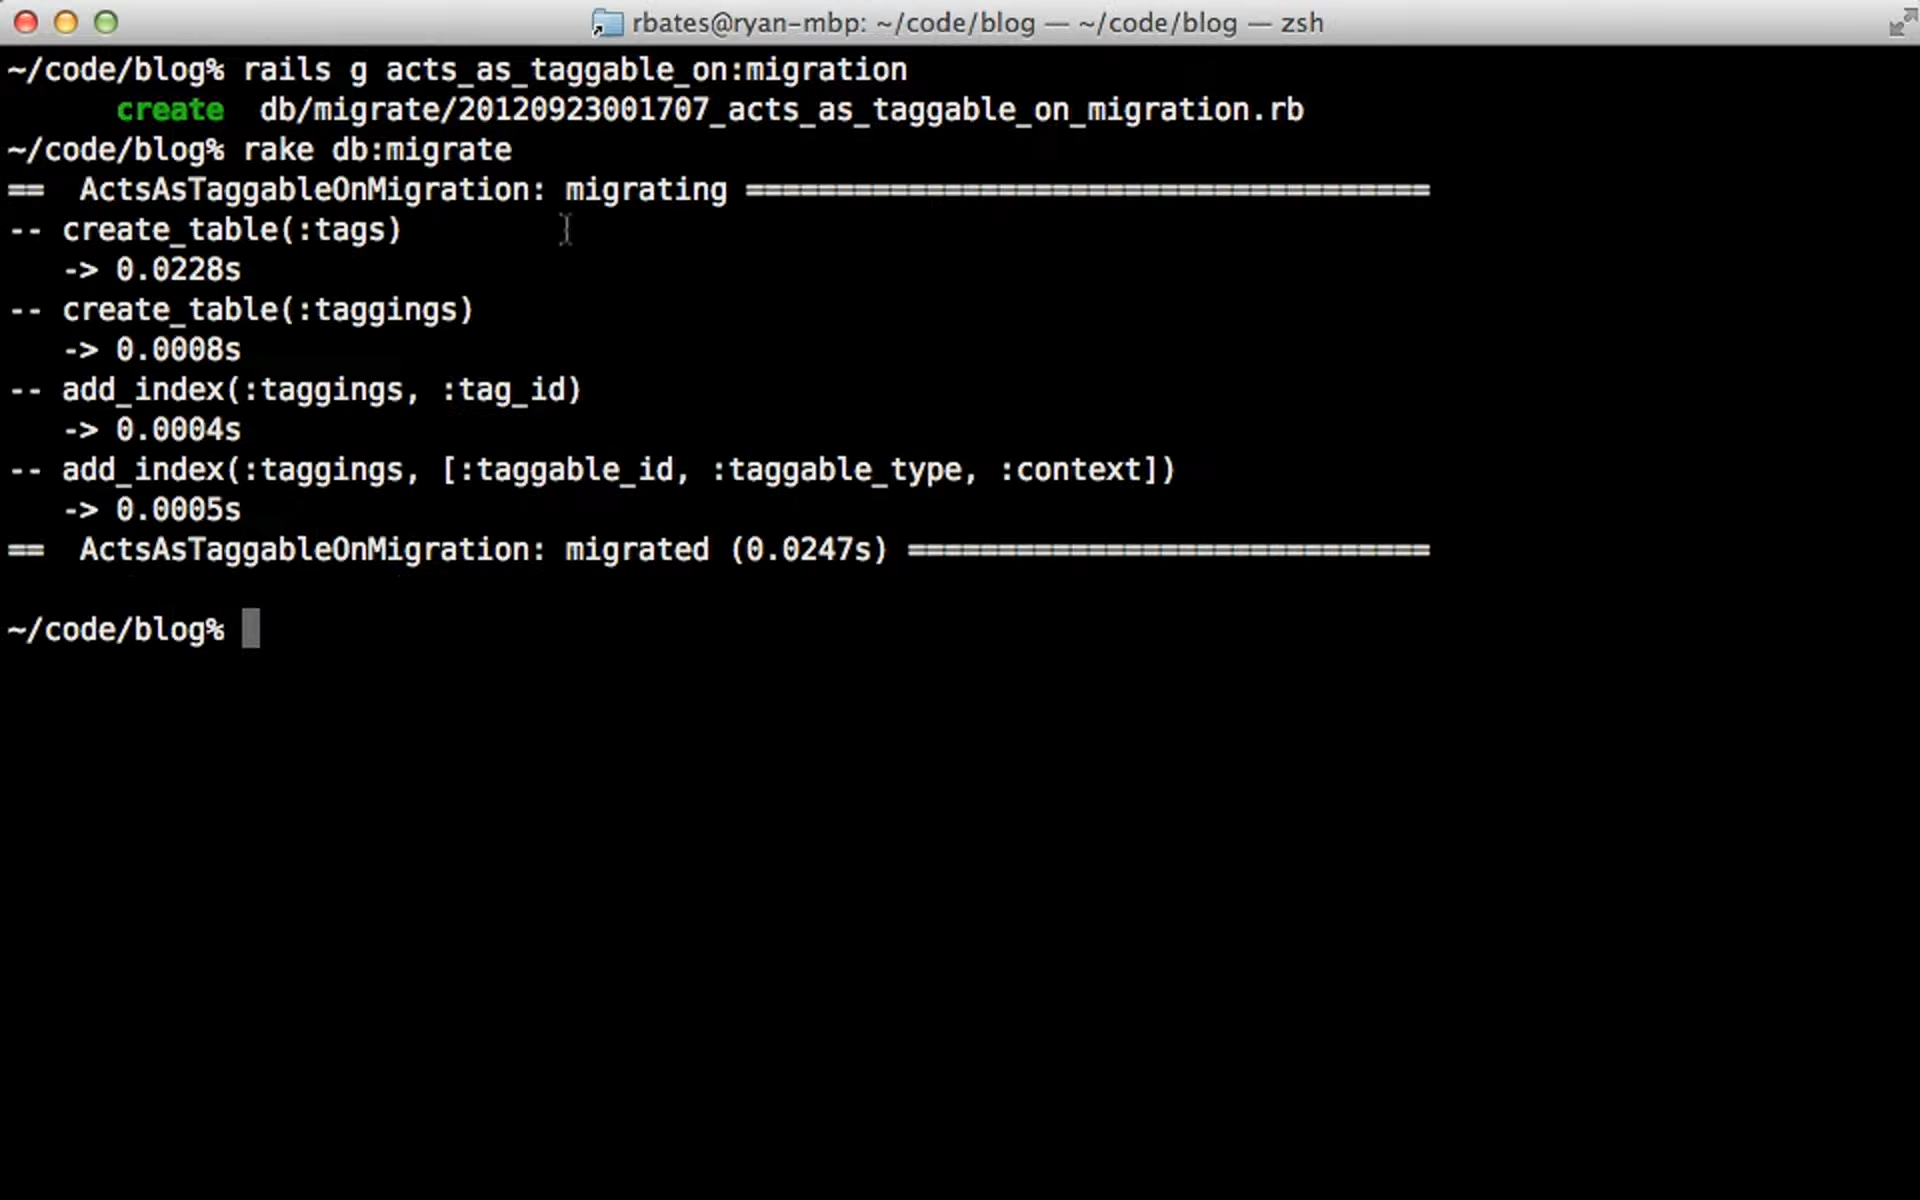 rbates@ryan-mbp: ~/code/blog — ~/code/blog — zsh
~/code/blog% rails g acts_as_taggable_on:migration
      create  db/migrate/20120923001707_acts_as_taggable_on_migration.rb
~/code/blog% rake db:migrate
==  ActsAsTaggableOnMigration: migrating ======================================
-- create_table(:tags)
   -> 0.0228s
-- create_table(:taggings)
   -> 0.0008s
-- add_index(:taggings, :tag_id)
   -> 0.0004s
-- add_index(:taggings, [:taggable_id, :taggable_type, :context])
   -> 0.0005s
==  ActsAsTaggableOnMigration: migrated (0.0247s) =============================
~/code/blog%